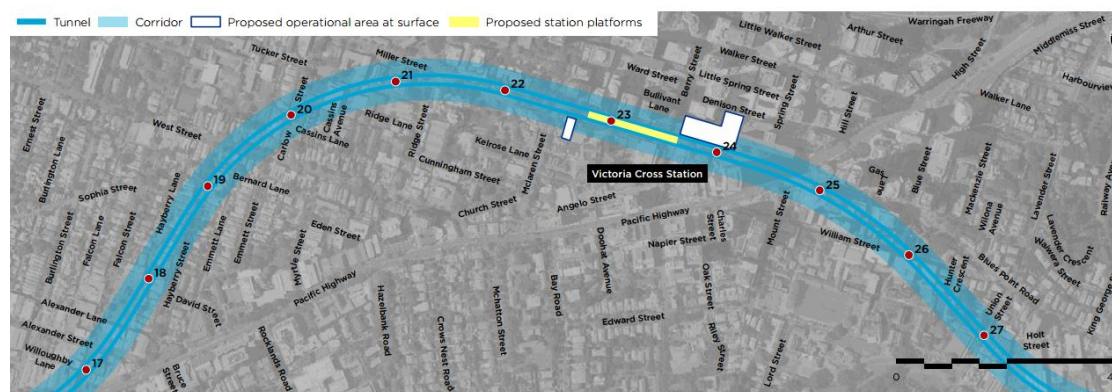 Tunnel
Corridor
Proposed operational area at surface
Proposed station platforms
Warringah Freeway
Middlemiss Street
Little Walker Street
Arthur Street
High Street
Tucker Street
Miller Street
Walker Street
Berry Street
Ward Street
Little Spring Street
Harbourview
Bullivant
Lane
Denison Street
Spring Street
Walker Lane
Hill Street
21
22
23
20
24
Street
Carlow
Cassins
Avenue
Cassins Lane
Ridge Lane
Ridge Street
Kelrose Lane
Mclaren Street
Ernest Street
Burlington Lane
West Street
Cunningham Street
Victoria Cross Station
Gas
Lane
Blue Street
Mackenzie Street
Wilona
Avenue
Lavender Street
Railway Ave
19
Hayberry Lane
Bernard Lane
Sophia Street
Church Street
Angelo Street
25
Burlington Street
Falcon Lane
Falcon Street
Emmett Lane
Emmett Street
Eden Street
Pacific Highway
Charles
Street
Mount Street
William Street
Napier Street
Lavender Crescent
Walwera Street
26
Hunter
Crescent
Blues Point Road
Myrtle Street
Doohat Avenue
18
Hayberry Street
David Street
Pacific Highway
Bay Road
Oak Street
Union
Street
King George S
Alexander Lane
Alexander Street
Hazelbank Road
Mchatton Street
Edward Street
Crows Nest Road
Riley Street
Lord Street
27
Holt
Street
Willoughby
Lane
17
Bruce
Street
Rocklands Road
0